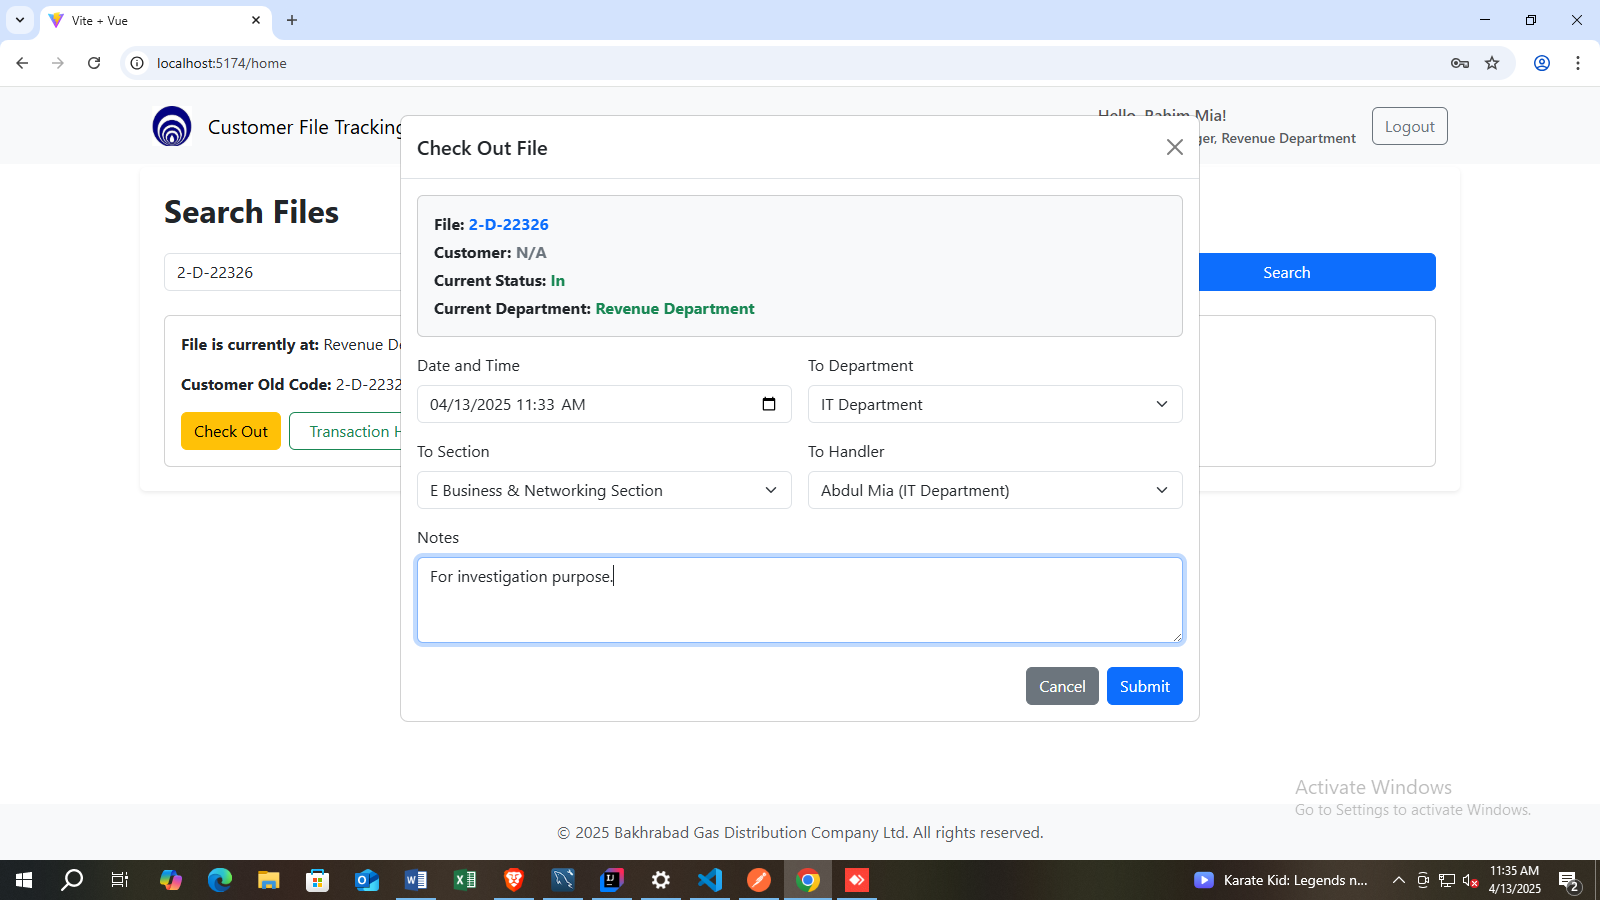 Vite + Vue
localhost:5174/home
Customer File Tracking
Mia!
Revenue Department
Logout
Check Out File
Search Files
File: 2-D-22326
Customer: N/A
Current Status: In
Current Department: Revenue Department
2-D-22326
Search
File is currently at: Revenue
Customer Old Code: 2-D-2232
Check Out
Transaction
Date and Time
To Department
04/13/2025 11:33 AM
IT Department
To Section
To Handler
E Business & Networking Section
Abdul Mia (IT Department)
Notes
For investigation purpose.
Cancel
Submit
Activate Windows
Go to Settings to activate Windows.
© 2025 Bakhrabad Gas Distribution Company Ltd. All rights reserved.
Karate Kid: Legends n...
11:35 AM
4/13/2025
2